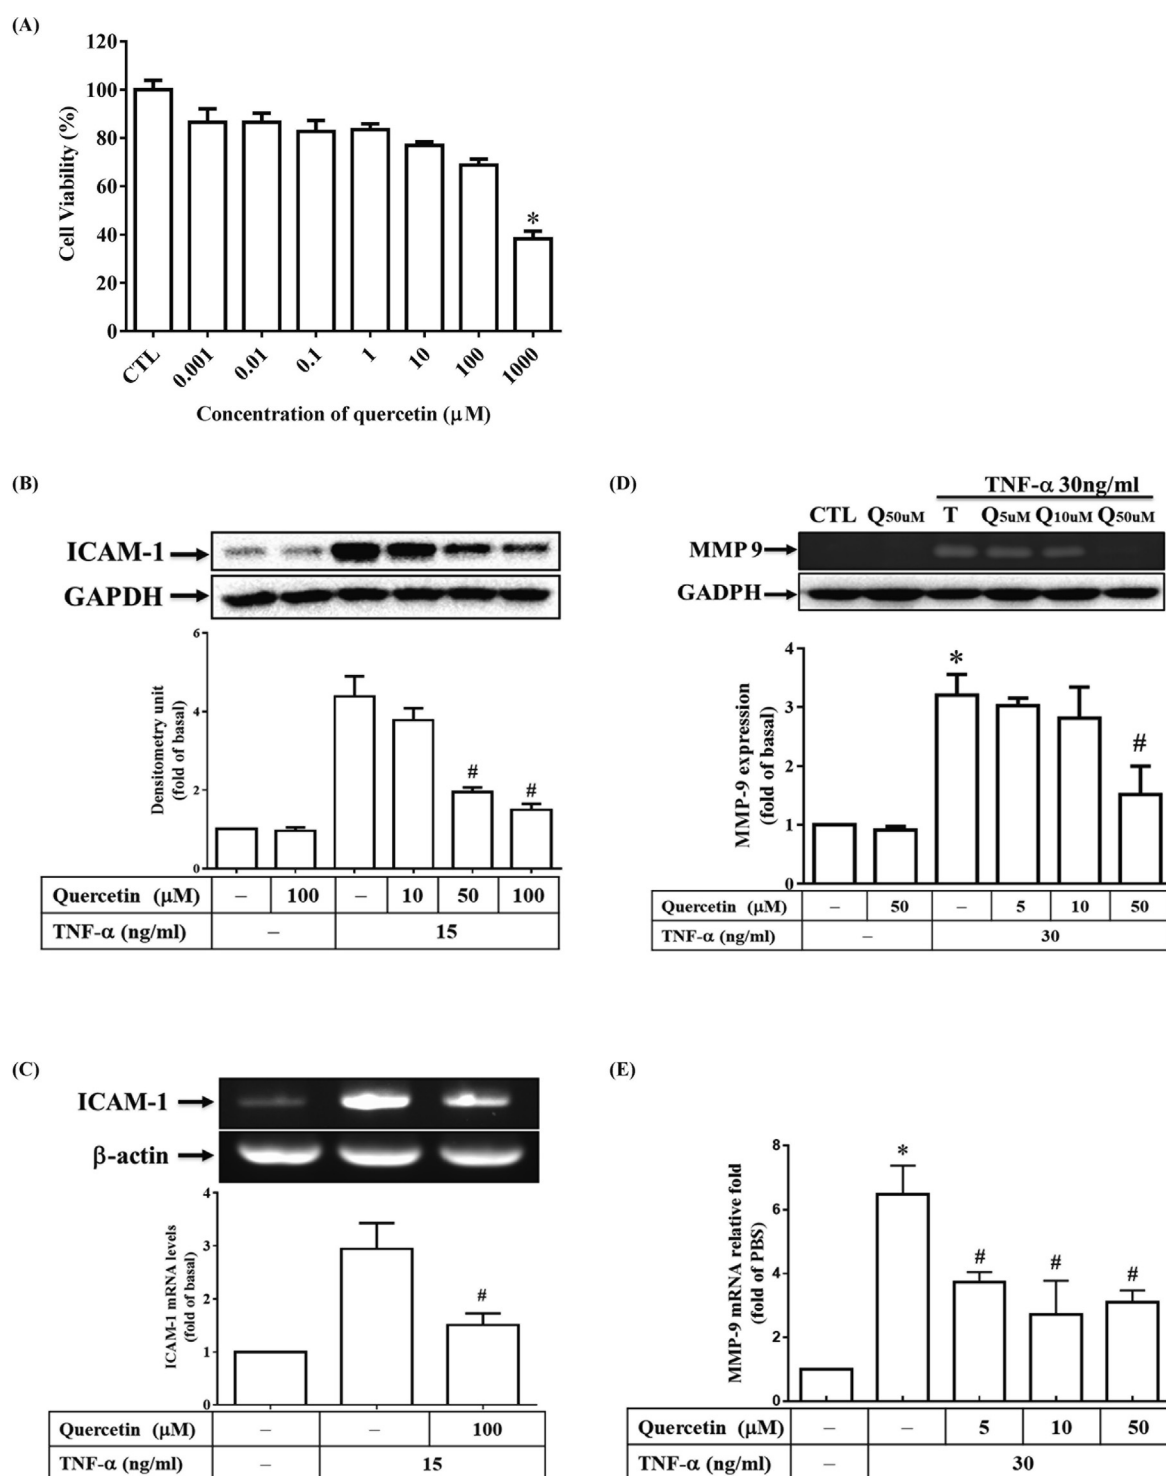 (A)
120
100
80
60
40
20
0
Cell Viability (%)
*
CTL 0.001 0.01 0.1 1 10 100 1000
Concentration of quercetin (μM)
(B)
ICAM-1
GAPDH
6
4
2
0
Densitometry unit
(fold of basal)
# #
Quercetin (μM) – 100 – 10 50 100
TNF-α (ng/ml) – 15
(D)
TNF-α 30ng/ml
CTL Q50uM T Q5uM Q10uM Q50uM
MMP 9
GADPH
4
3
2
1
0
MMP-9 expression
(fold of basal)
* #
Quercetin (μM) – 50 – 5 10 50
TNF-α (ng/ml) – 30
(C)
ICAM-1
β-actin
4
3
2
1
0
ICAM-1 mRNA levels
(fold of basal)
#
Quercetin (μM) – – 100
TNF-α (ng/ml) – 15
(E)
8
6
4
2
0
MMP-9 mRNA relative fold
(fold of PBS)
* # # #
Quercetin (μM) – – 5 10 50
TNF-α (ng/ml) – 30